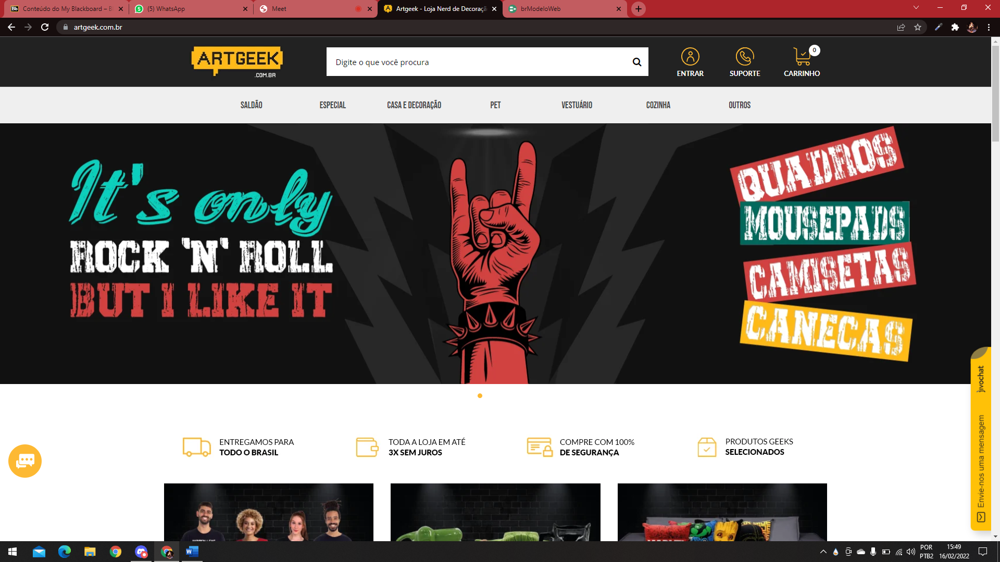 Bb Conteúdo do My Blackboard – B
(5) WhatsApp
Meet
Artgeek - Loja Nerd de Decoraçã
brModeloWeb
artgeek.com.br
ARTGEEK
.COM.BR
Digite o que você procura
ENTRAR
SUPORTE
0
CARRINHO
SALDÃO
ESPECIAL
CASA E DECORAÇÃO
PET
VESTUÁRIO
COZINHA
OUTROS
It's only
ROCK 'N' ROLL
BUT I LIKE IT
QUADROS
MOUSEPADS
CAMISETAS
CANECAS
ENTREGAMOS PARA
TODO O BRASIL
TODA A LOJA EM ATÉ
3X SEM JUROS
COMPRE COM 100%
DE SEGURANÇA
PRODUTOS GEEKS
SELECIONADOS
jivochat
Envie-nos uma mensagem
POR
PTB2
15:49
16/02/2022